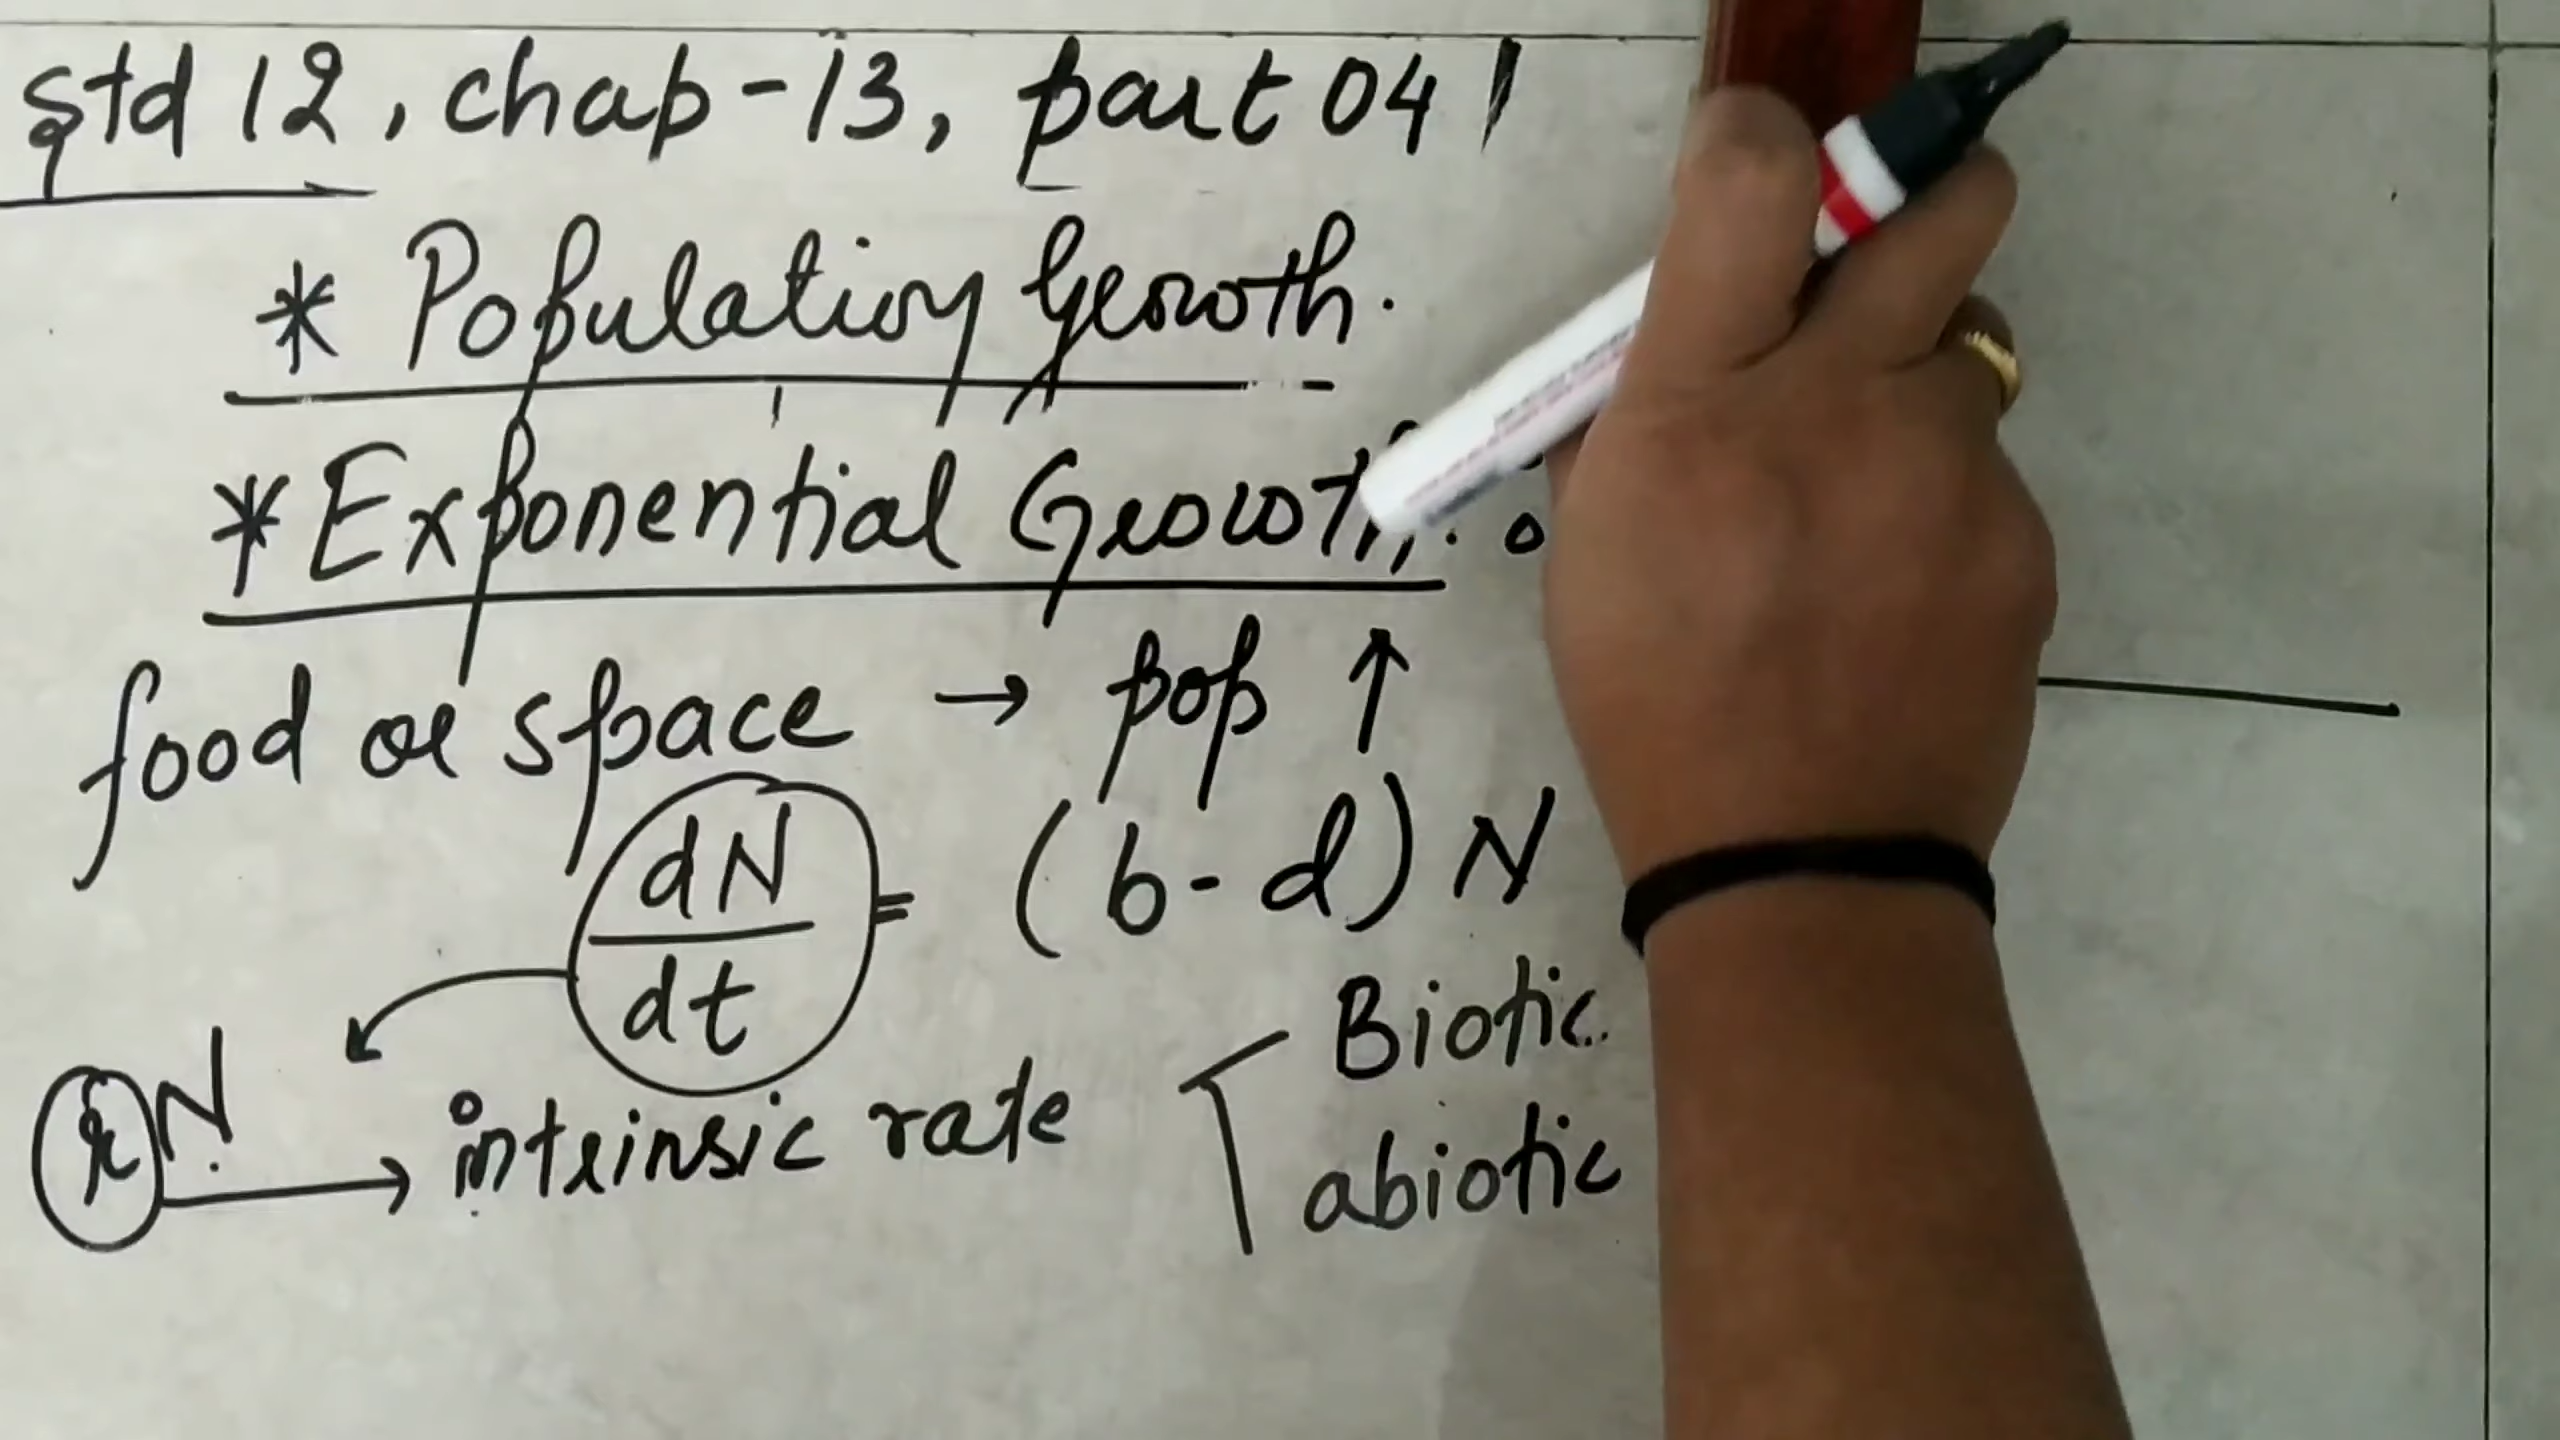 std 12, chap-13, part 04
* Population Growth.
* Exponential Growth.
food or space → pop ↑
dN/dt = (b-d) N
rN → intrinsic rate
Biotic
abiotic